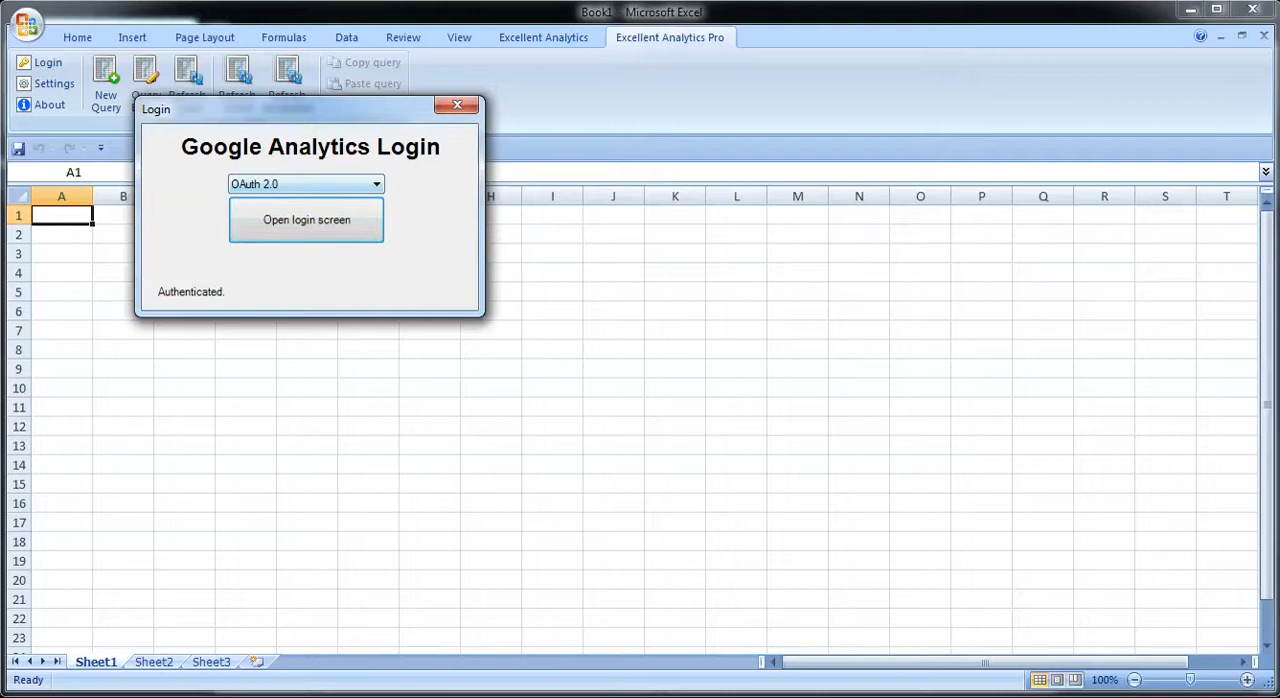 Book1 - Microsoft Excel
Home Insert Page Layout Formulas Data Review View Excellent Analytics Excellent Analytics Pro
Login
Settings
About
New
Query
Query
Copy query
Paste query
Login
Google Analytics Login
OAuth 2.0
Open login screen
Authenticated.
A1
A B H I J K L M N O P Q R S T
1
2
3
4
5
6
7
8
9
10
11
12
13
14
15
16
17
18
19
20
21
22
23
Sheet1 Sheet2 Sheet3
Ready
100%